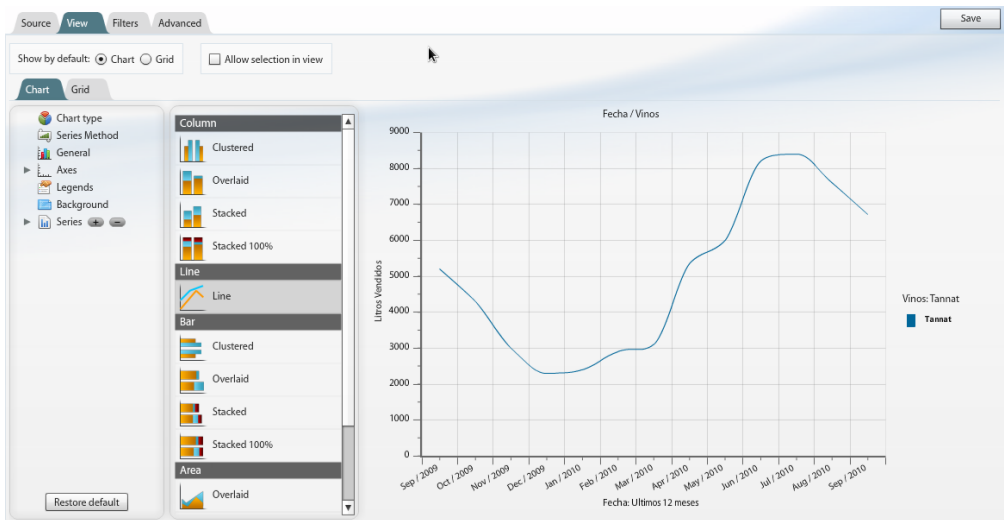 Source View Filters Advanced Save
Show by default: Chart Grid Allow selection in view
Chart Grid
Chart type
Series Method
General
Axes
Legends
Background
Series
Restore default
Column
Clustered
Overlaid
Stacked
Stacked 100%
Line
Line
Bar
Clustered
Overlaid
Stacked
Stacked 100%
Area
Overlaid
Fecha / Vinos
9000
8000
7000
6000
5000
4000
3000
2000
1000
0
Litros Vendidos
Sep / 2009 Oct / 2009 Nov / 2009 Dec / 2009 Jan / 2010 Feb / 2010 Mar / 2010 Apr / 2010 May / 2010 Jun / 2010 Jul / 2010 Aug / 2010 Sep / 2010
Fecha: Ultimos 12 meses
Vinos: Tannat
Tannat